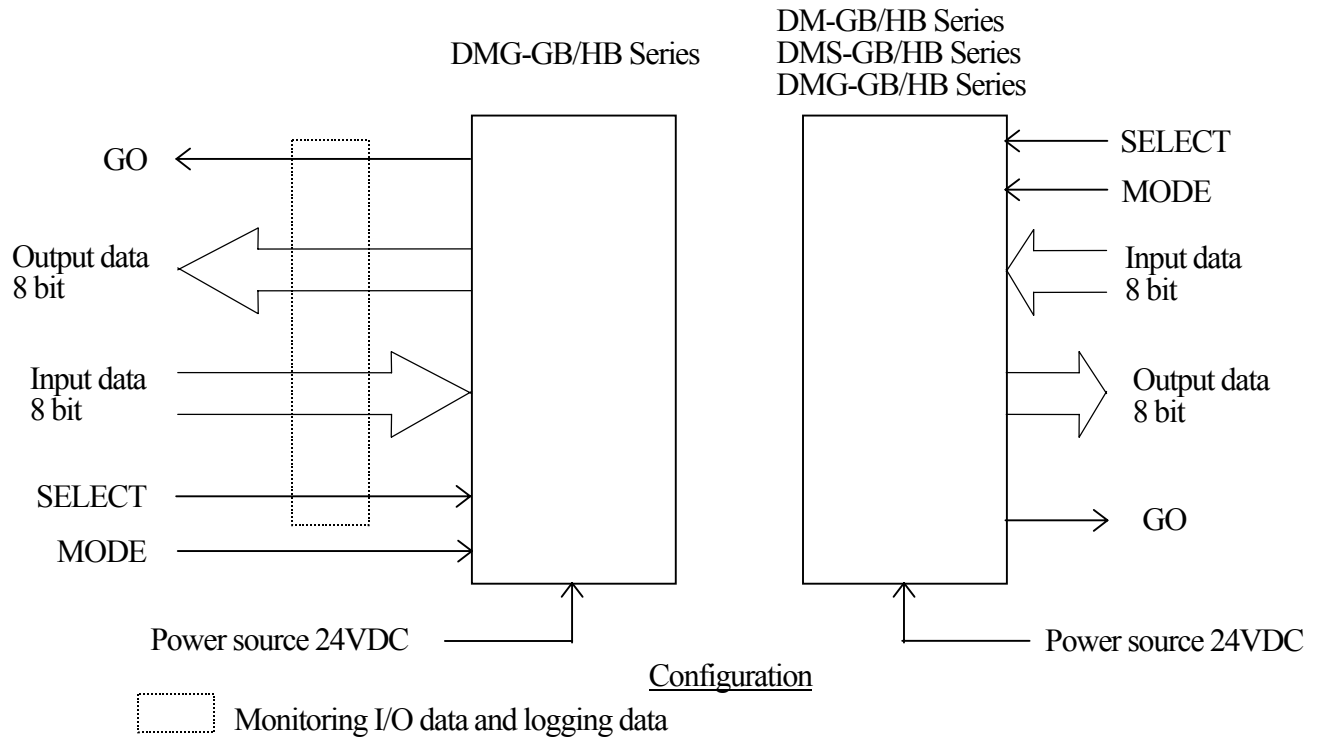 DMG-GB/HB Series
DM-GB/HB Series
DMS-GB/HB Series
DMG-GB/HB Series
GO
Output data
8 bit
Input data
8 bit
SELECT
MODE
SELECT
MODE
Input data
8 bit
Output data
8 bit
GO
Power source 24VDC
Power source 24VDC
Configuration
Monitoring I/O data and logging data